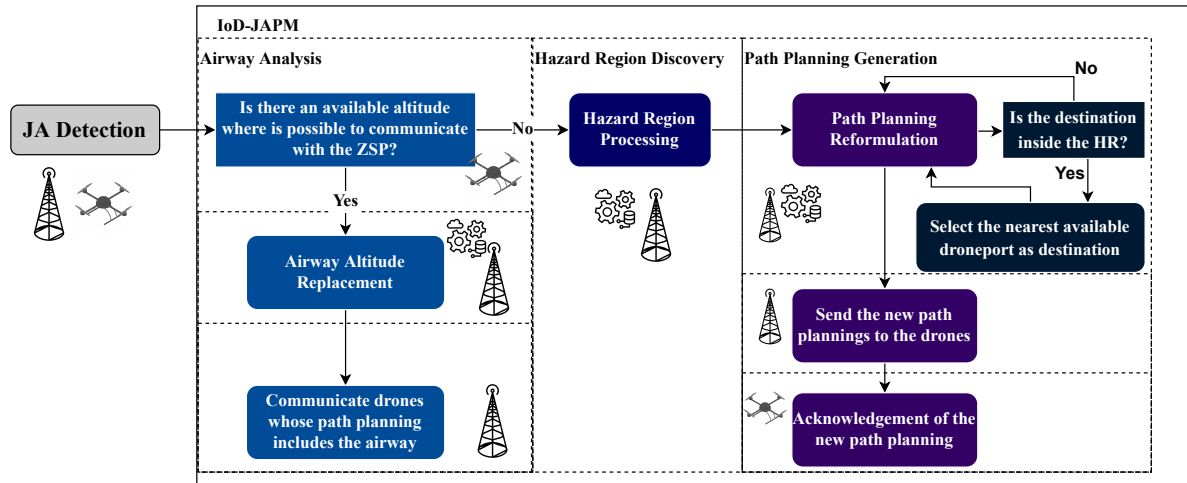 IoD-JAPM
Airway Analysis
Hazard Region Discovery
Path Planning Generation
JA Detection
Is there an available altitude
where is possible to communicate
with the ZSP?
No
Hazard Region
Processing
Path Planning
Reformulation
No
Is the destination
inside the HR?
Yes
Yes
Select the nearest available
droneport as destination
Airway Altitude
Replacement
Send the new path
plannings to the drones
Communicate drones
whose path planning
includes the airway
Acknowledgement of the
new path planning